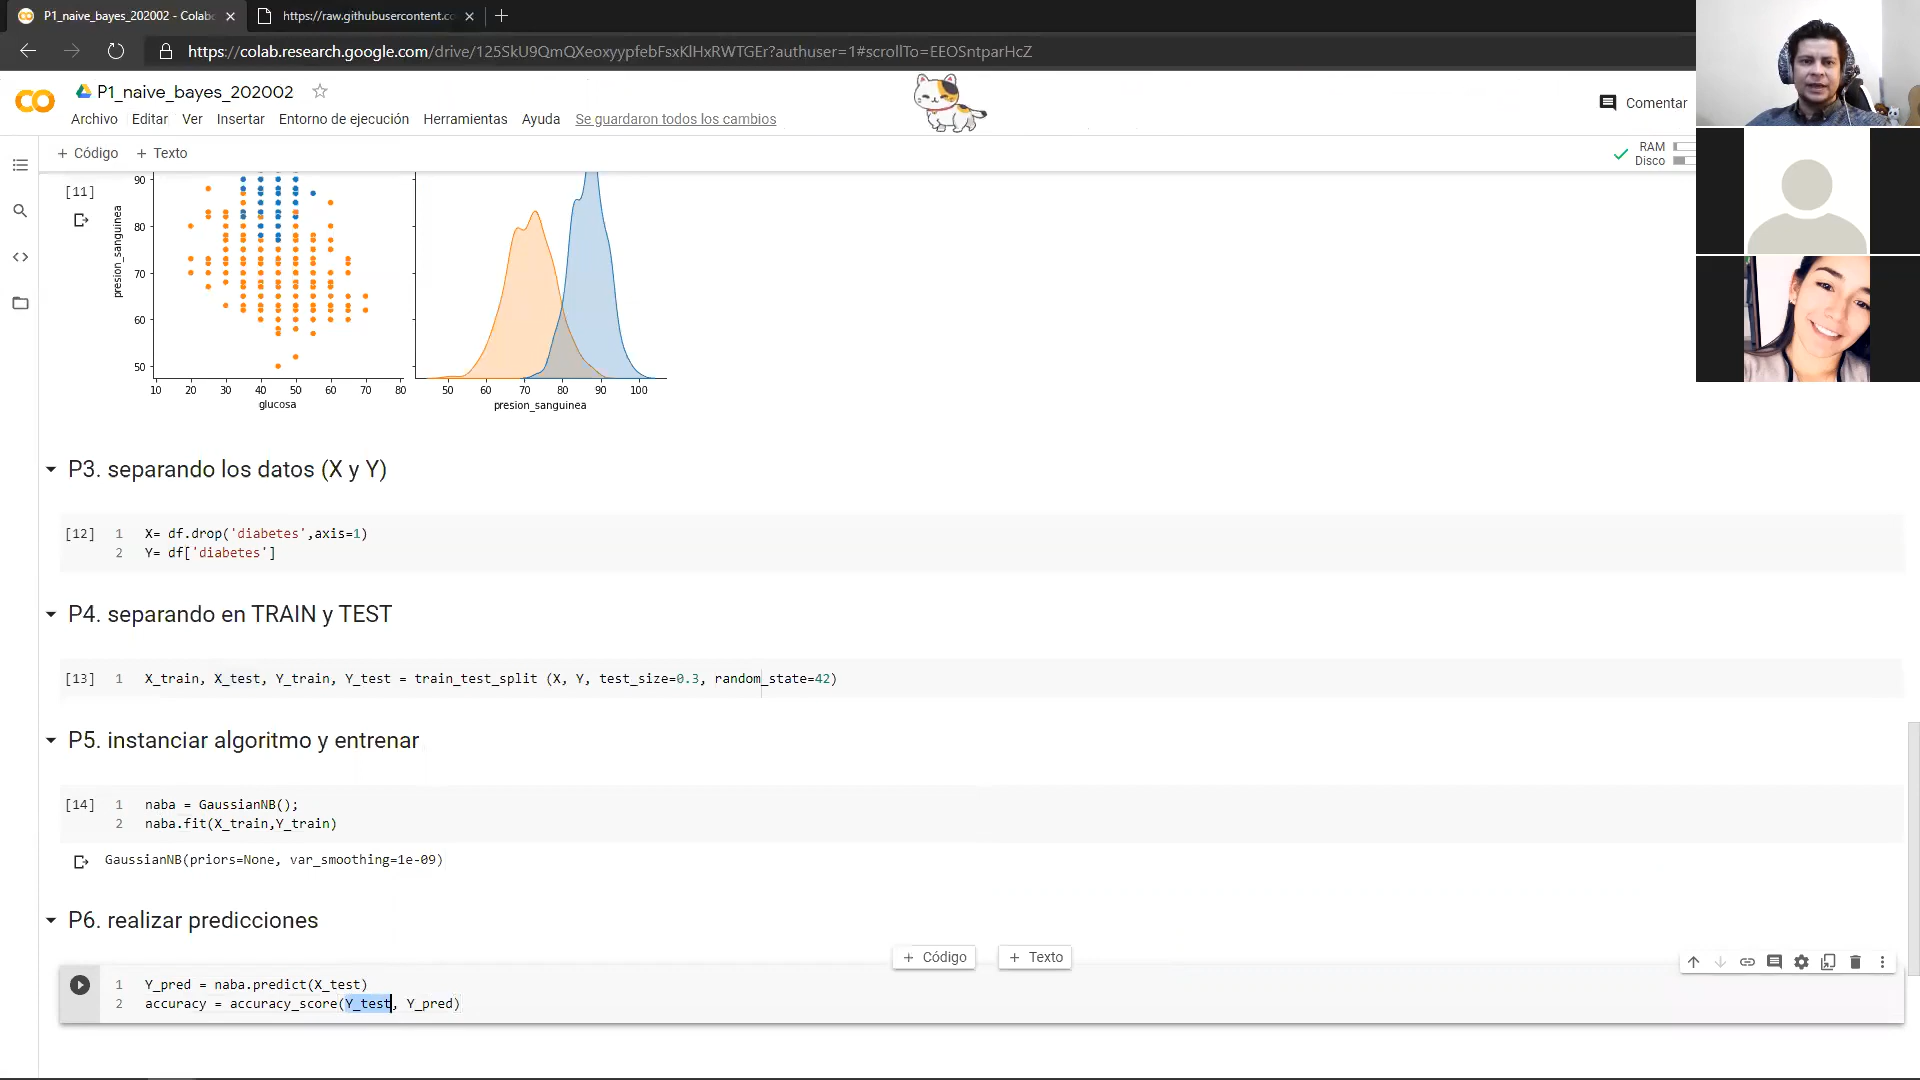 P1_naive_bayes_202002 - Colab
https://raw.githubusercontent.co
https://colab.research.google.com/drive/125SkU9QmQXeoxyypfebFsxKlHxRWTGEr?authuser=1#scrollTo=EEOSntparHcZ
CO P1_naive_bayes_202002
Comentar
Archivo Editar Ver Insertar Entorno de ejecución Herramientas Ayuda Se guardaron todos los cambios
+ Código + Texto
RAM
Disco
[11]
90
80
70
60
50
presion_sanguinea
10 20 30 40 50 60 70 80
glucosa
50 60 70 80 90 100
presion_sanguinea
P3. separando los datos (X y Y)
[12] 1 X= df.drop('diabetes',axis=1)
2 Y= df['diabetes']
P4. separando en TRAIN y TEST
[13] 1 X_train, X_test, Y_train, Y_test = train_test_split (X, Y, test_size=0.3, random_state=42)
P5. instanciar algoritmo y entrenar
[14] 1 naba = GaussianNB();
2 naba.fit(X_train,Y_train)
GaussianNB(priors=None, var_smoothing=1e-09)
P6. realizar predicciones
+ Código + Texto
1 Y_pred = naba.predict(X_test)
2 accuracy = accuracy_score(Y_test, Y_pred)